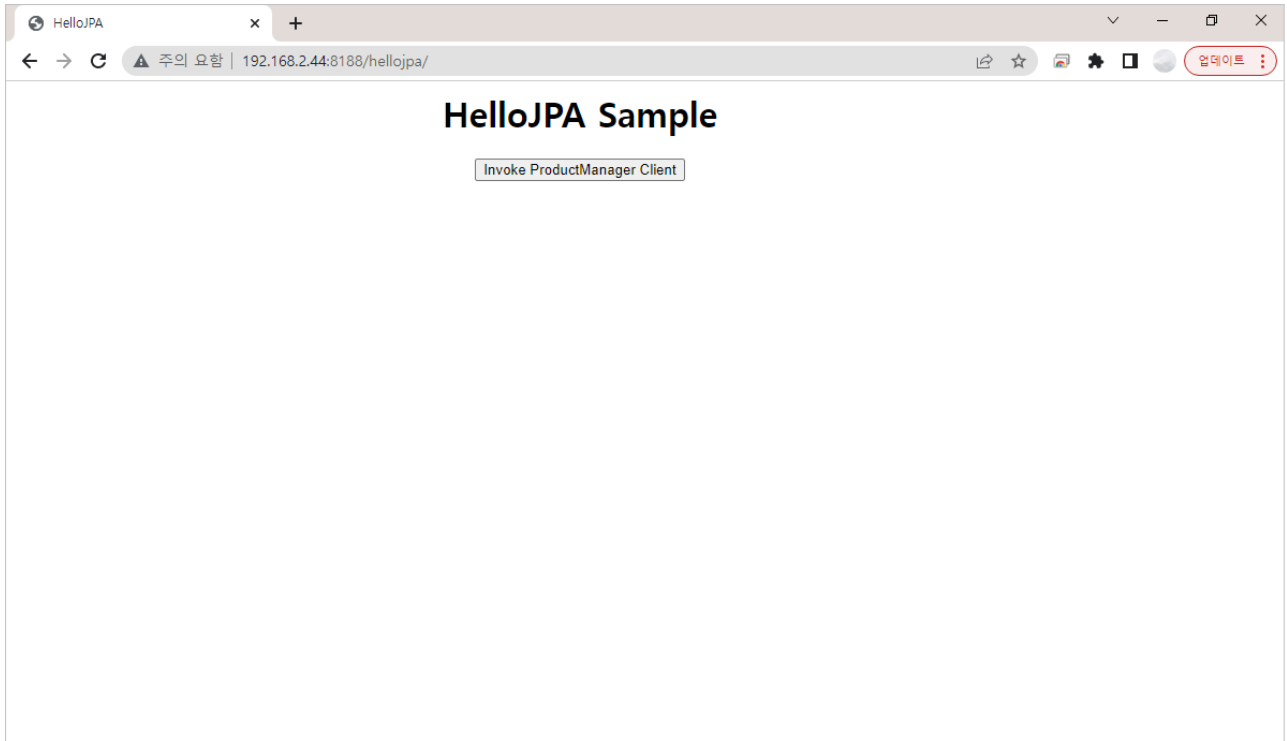 HelloJPA
주의 요함 192.168.2.44:8188/hellojpa/
업데이트
HelloJPA Sample
Invoke ProductManager Client